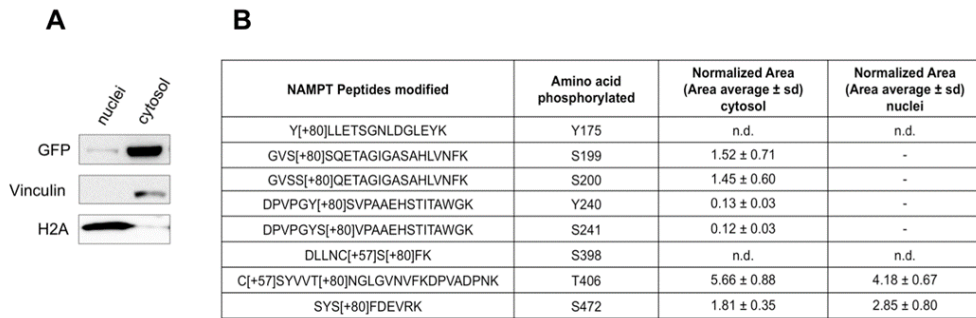 A
B
nuclei cytosol
GFP
Vinculin
H2A
NAMPT Peptides modified Amino acid phosphorylated Normalized Area (Area average ± sd) cytosol Normalized Area (Area average ± sd) nuclei
Y[+80]LLETSGNLDGLEYK Y175 n.d. n.d.
GVS[+80]SQETAGIGASAHLVNFK S199 1.52 ± 0.71 -
GVSS[+80]QETAGIGASAHLVNFK S200 1.45 ± 0.60 -
DPVPGY[+80]SVPAAEHSTITAWGK Y240 0.13 ± 0.03 -
DPVPGYS[+80]VPAAEHSTITAWGK S241 0.12 ± 0.03 -
DLLNC[+57]S[+80]FK S398 n.d. n.d.
C[+57]SYVVT[+80]NGLGVNVFKDPVADPNK T406 5.66 ± 0.88 4.18 ± 0.67
SYS[+80]FDEVRK S472 1.81 ± 0.35 2.85 ± 0.80